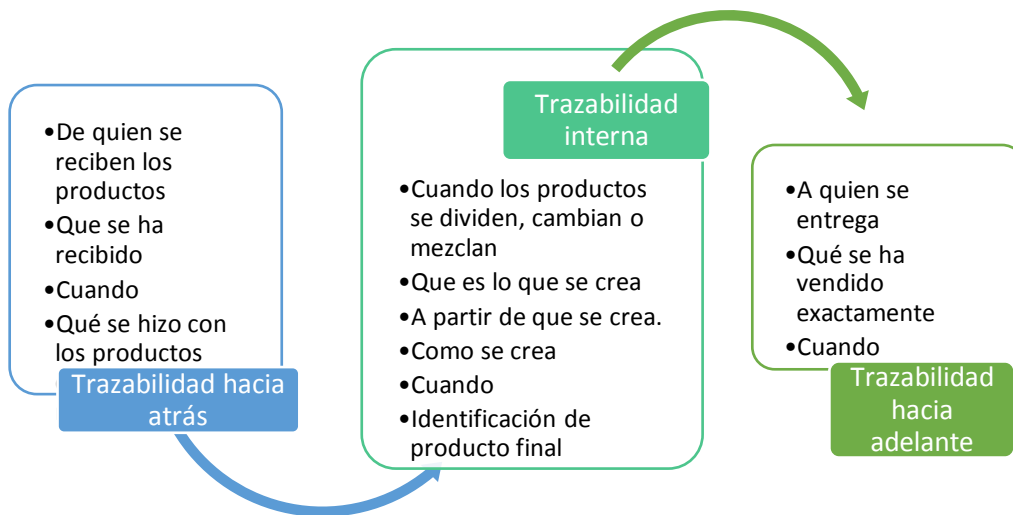 •De quien se
reciben los
productos
•Que se ha
recibido
•Cuando
•Qué se hizo con
los productos
Trazabilidad hacia
atrás
Trazabilidad
interna
•Cuando los productos
se dividen, cambian o
mezclan
•Que es lo que se crea
•A partir de que se crea.
•Como se crea
•Cuando
•Identificación de
producto final
•A quien se
entrega
•Qué se ha
vendido
exactamente
•Cuando
Trazabilidad
hacia
adelante